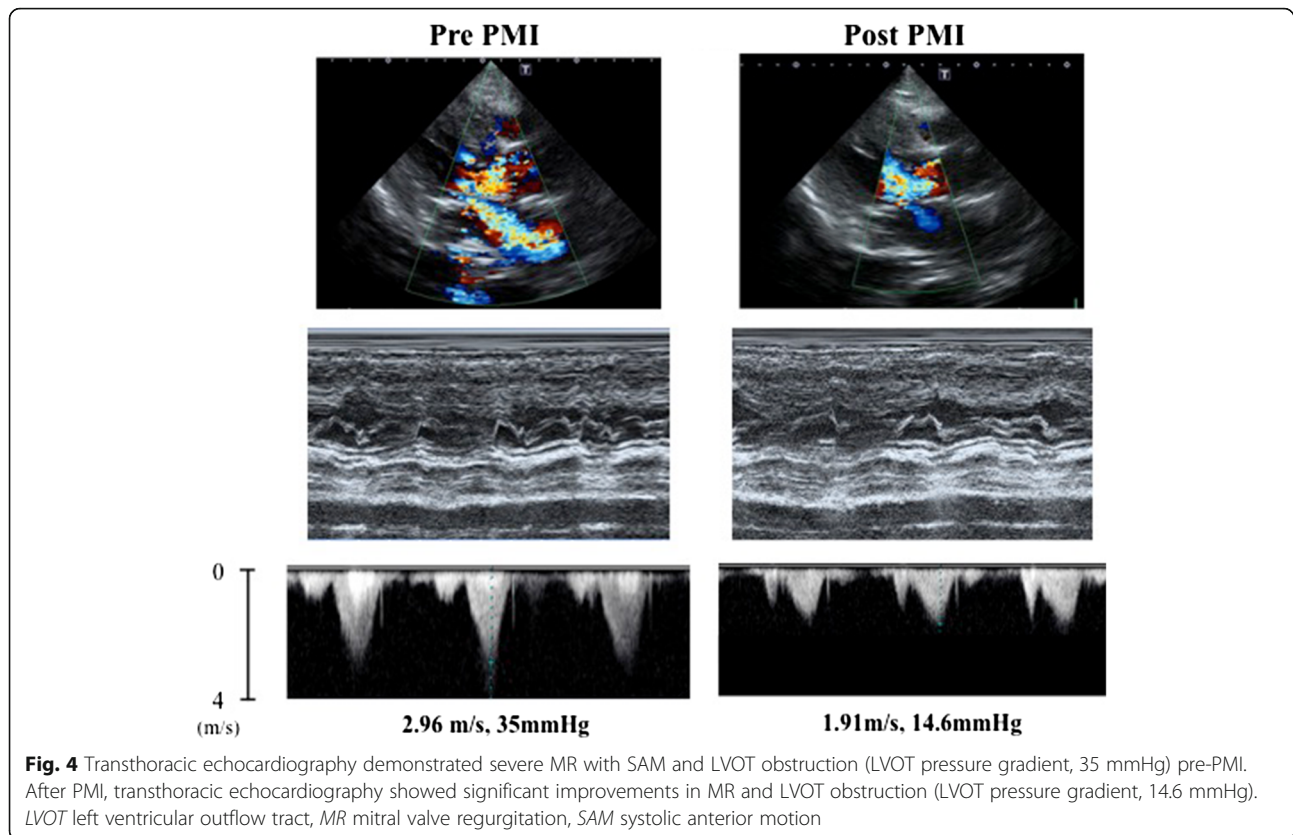 Pre PMI
Post PMI
T
T
0
4
(m/s)
2.96 m/s, 35mmHg
1.91m/s, 14.6mmHg
Fig. 4 Transthoracic echocardiography demonstrated severe MR with SAM and LVOT obstruction (LVOT pressure gradient, 35 mmHg) pre-PMI.
After PMI, transthoracic echocardiography showed significant improvements in MR and LVOT obstruction (LVOT pressure gradient, 14.6 mmHg).
LVOT left ventricular outflow tract, MR mitral valve regurgitation, SAM systolic anterior motion